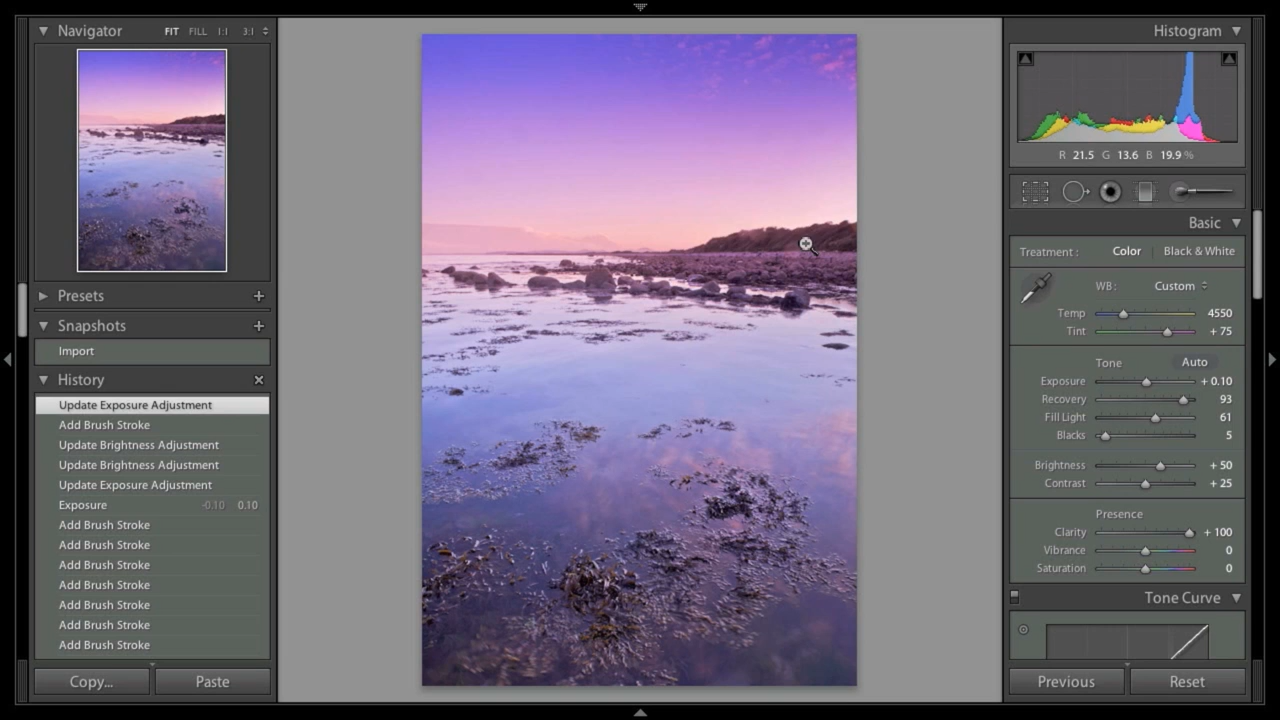 Navigator FIT FILL 1:1 3:1
Presets
Snapshots
Import
History
Update Exposure Adjustment
Add Brush Stroke
Update Brightness Adjustment
Update Brightness Adjustment
Update Exposure Adjustment
Exposure -0.10 0.10
Add Brush Stroke
Add Brush Stroke
Add Brush Stroke
Add Brush Stroke
Add Brush Stroke
Add Brush Stroke
Add Brush Stroke
Copy... Paste
Histogram
R 21.5 G 13.6 B 19.9 %
Basic
Treatment : Color Black & White
WB : Custom
Temp 4550
Tint + 75
Tone Auto
Exposure + 0.10
Recovery 93
Fill Light 61
Blacks 5
Brightness + 50
Contrast + 25
Presence
Clarity + 100
Vibrance 0
Saturation 0
Tone Curve
Previous Reset